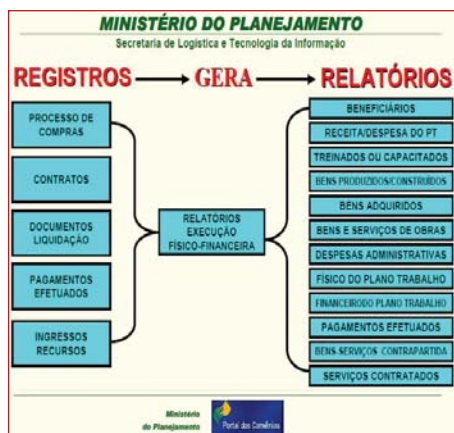 MINISTÉRIO DO PLANEJAMENTO
Secretaria de Logística e Tecnologia da Informação
REGISTROS GERA RELATÓRIOS
PROCESSO DE
COMPRAS
CONTRATOS
DOCUMENTOS
LIQUIDAÇÃO
PAGAMENTOS
EFETUADOS
INGRESSOS
RECURSOS
RELATÓRIOS
EXECUÇÃO
FÍSICO-FINANCEIRA
BENEFICIÁRIOS
RECEITA/DESPESA DO PT
TREINADOS OU CAPACITADOS
BENS PRODUZIDOS/CONSTRUÍDOS
BENS ADQUIRIDOS
BENS E SERVIÇOS DE OBRAS
DESPESAS ADMINISTRATIVAS
FÍSICO DO PLANO TRABALHO
FINANCEIRODO PLANO TRABALHO
PAGAMENTOS EFETUADOS
BENS-SERVIÇOS CONTRAPARTIDA
SERVIÇOS CONTRATADOS
Ministério
do Planejamento
Portal dos Convênios